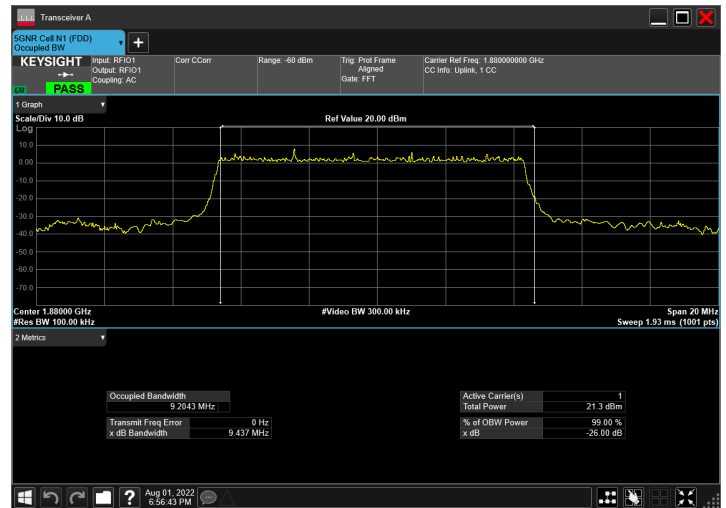 Transceiver A
5GNR Cell N1 (FDD)
Occupied BW
KEYSIGHT
PASS
Input: RFIO1
Output: RFIO1
Coupling: AC
Corr CCorr
Range: -60 dBm
Trig: Prot Frame
Aligned
Gate: FFT
Carrier Ref Freq: 1.880000000 GHz
CC Info: Uplink, 1 CC
1 Graph
Scale/Div 10.0 dB
Ref Value 20.00 dBm
Log
10.0
0.00
-10.0
-20.0
-30.0
-40.0
-50.0
-60.0
-70.0
Center 1.88000 GHz
#Video BW 300.00 kHz
Span 20 MHz
#Res BW 100.00 kHz
Sweep 1.93 ms (1001 pts)
2 Metrics
Occupied Bandwidth
9.2043 MHz
Transmit Freq Error 0 Hz
x dB Bandwidth 9.437 MHz
Active Carrier(s) 1
Total Power 21.3 dBm
% of OBW Power 99.00 %
x dB -26.00 dB
?
Aug 01, 2022
6:56:43 PM